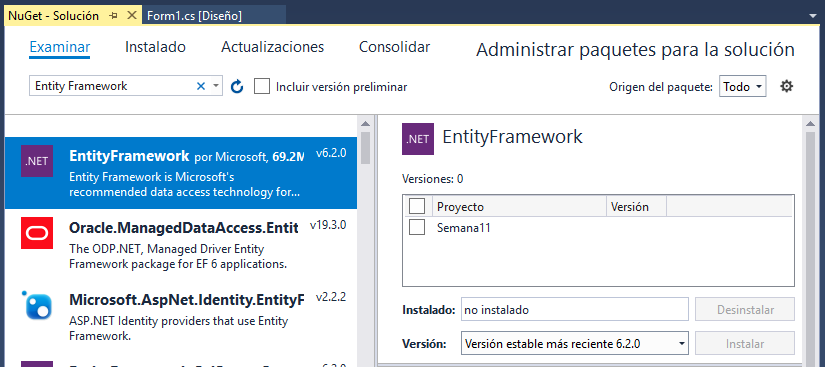 NuGet - Solución
Form1.cs [Diseño]
Examinar Instalado Actualizaciones Consolidar
Administrar paquetes para la solución
Entity Framework
Incluir versión preliminar
Origen del paquete: Todo
.NET
EntityFramework por Microsoft, 69.2M
v6.2.0
Entity Framework is Microsoft's
recommended data access technology for...
Oracle.ManagedDataAccess.Entit
v19.3.0
The ODP.NET, Managed Driver Entity
Framework package for EF 6 applications.
Microsoft.AspNet.Identity.EntityF
v2.2.2
ASP.NET Identity providers that use Entity
Framework.
.NET
EntityFramework
Versiones: 0
Proyecto Versión
Semana11
Instalado: no instalado Desinstalar
Versión: Versión estable más reciente 6.2.0 Instalar